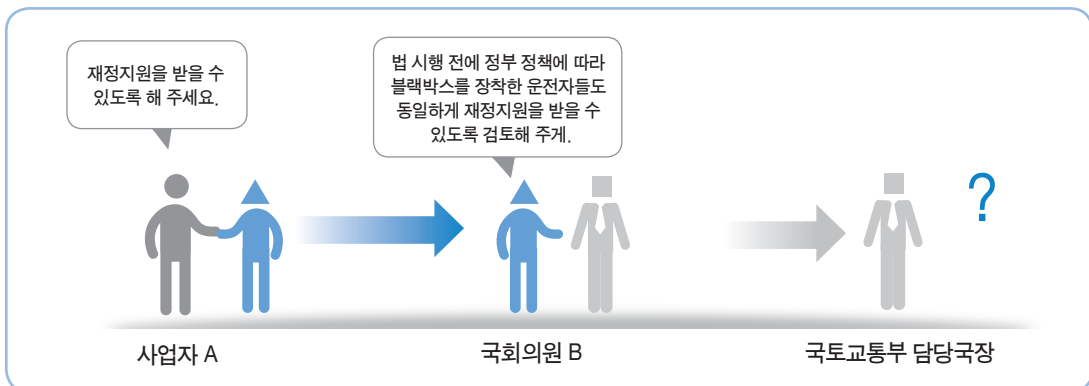 재정지원을 받을 수
있도록 해 주세요.
법 시행 전에 정부 정책에 따라
블랙박스를 장착한 운전자들도
동일하게 재정지원을 받을 수
있도록 검토해 주게.
?
사업자 A
국회의원 B
국토교통부 담당국장